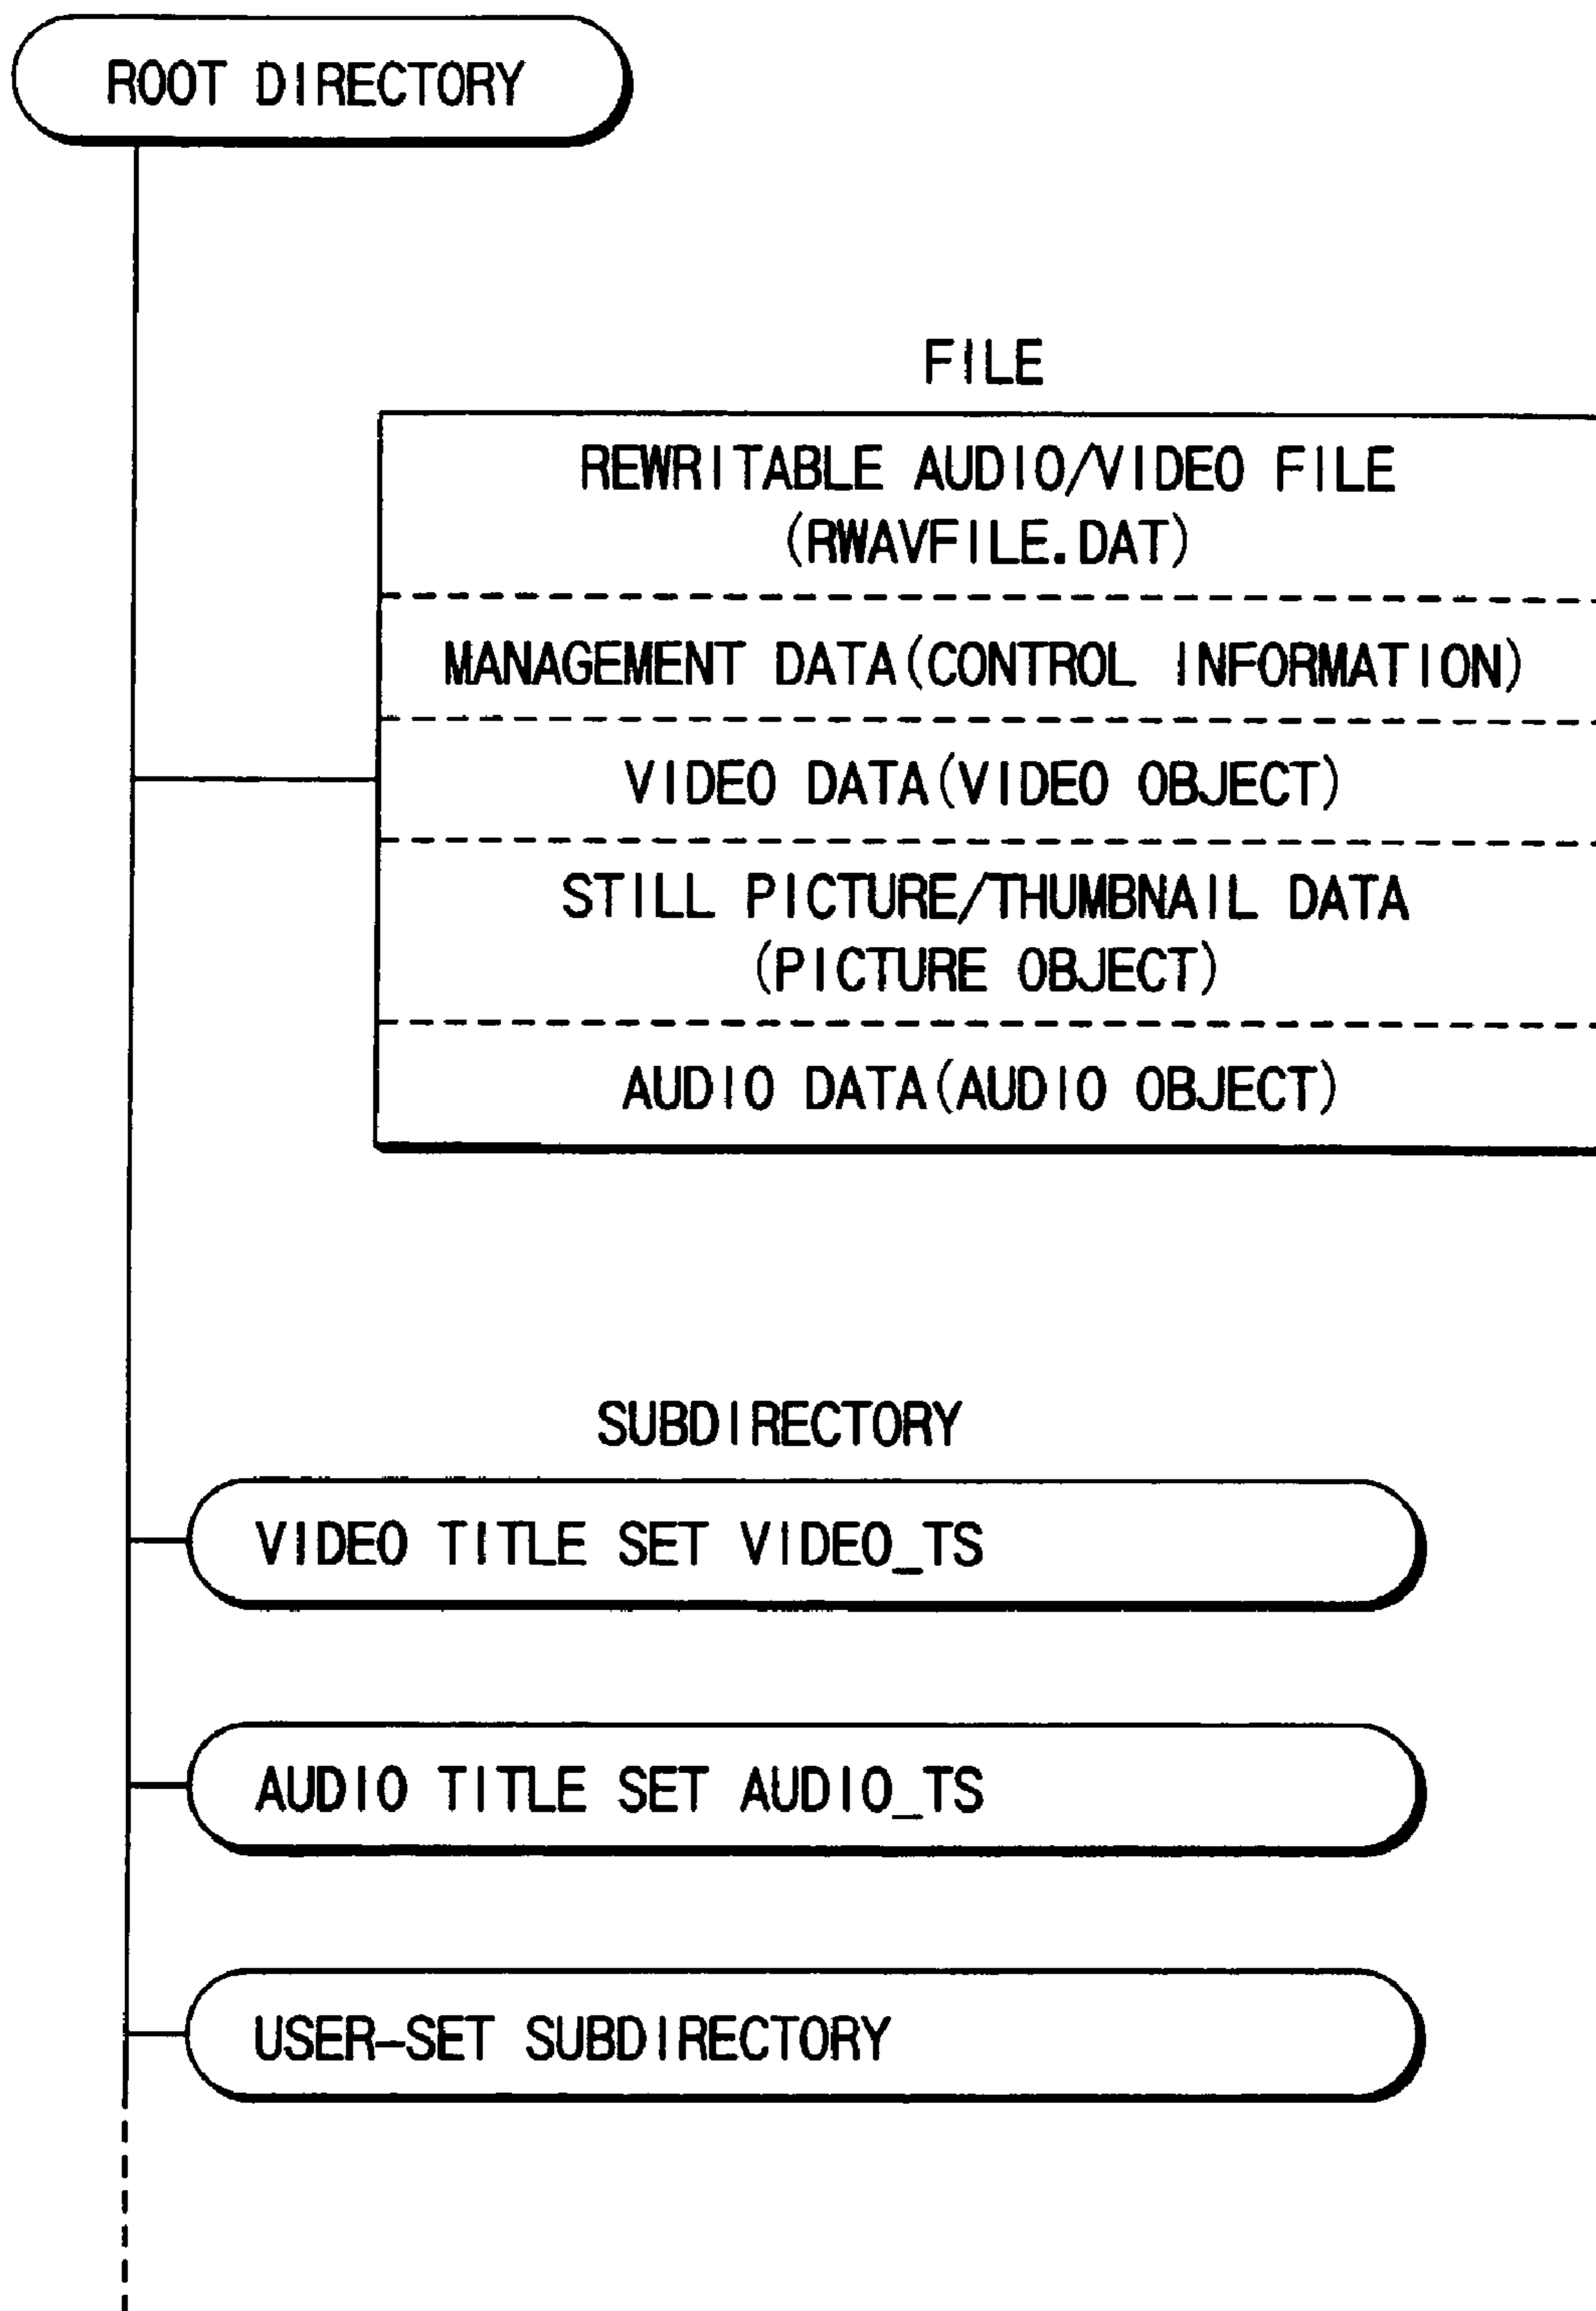 ROOT DIRECTORY
FILE
REWRITABLE AUDIO/VIDEO FILE
(RWAVFILE.DAT)
MANAGEMENT DATA(CONTROL INFORMATION)
VIDEO DATA(VIDEO OBJECT)
STILL PICTURE/THUMBNAIL DATA
(PICTURE OBJECT)
AUDIO DATA(AUDIO OBJECT)
SUBDIRECTORY
VIDEO TITLE SET VIDEO_TS
AUDIO TITLE SET AUDIO_TS
USER-SET SUBDIRECTORY